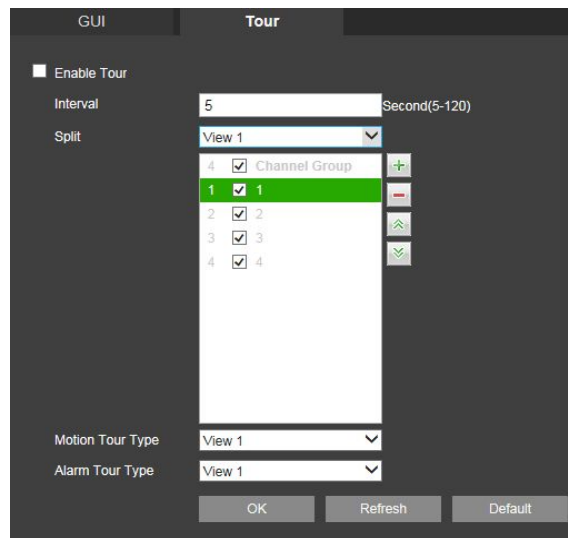 GUI Tour
Enable Tour
Interval 5 Second(5-120)
Split View 1
4 Channel Group
1 1
2 2
3 3
4 4
Motion Tour Type View 1
Alarm Tour Type View 1
OK Refresh Default